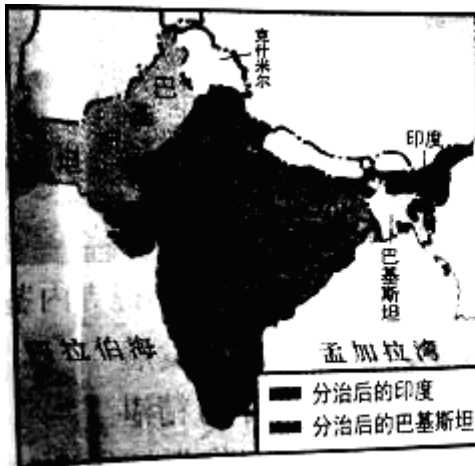 克什米尔
巴
坦
印度
巴基斯坦
拉伯海
孟加拉湾
分治后的印度
分治后的巴基斯坦